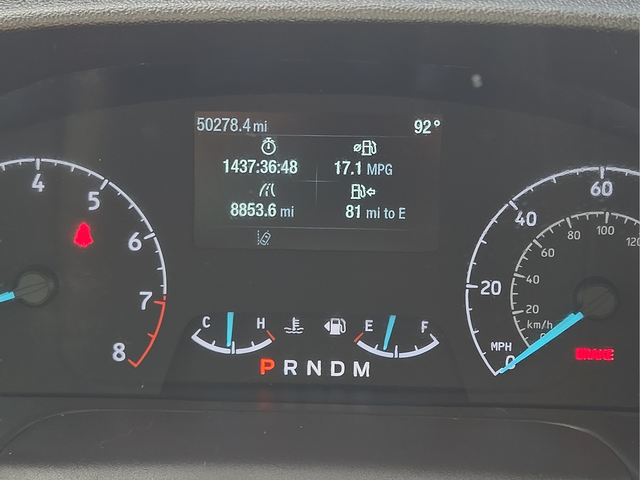 50278.4 mi 92°
1437:36:48 17.1 MPG
8853.6 mi 81 mi to E
4
5
6
7
8
C H E F
P R N D M
0
20
40
60
MPH
20
40
60
80
100
120
km/h
BRAKE